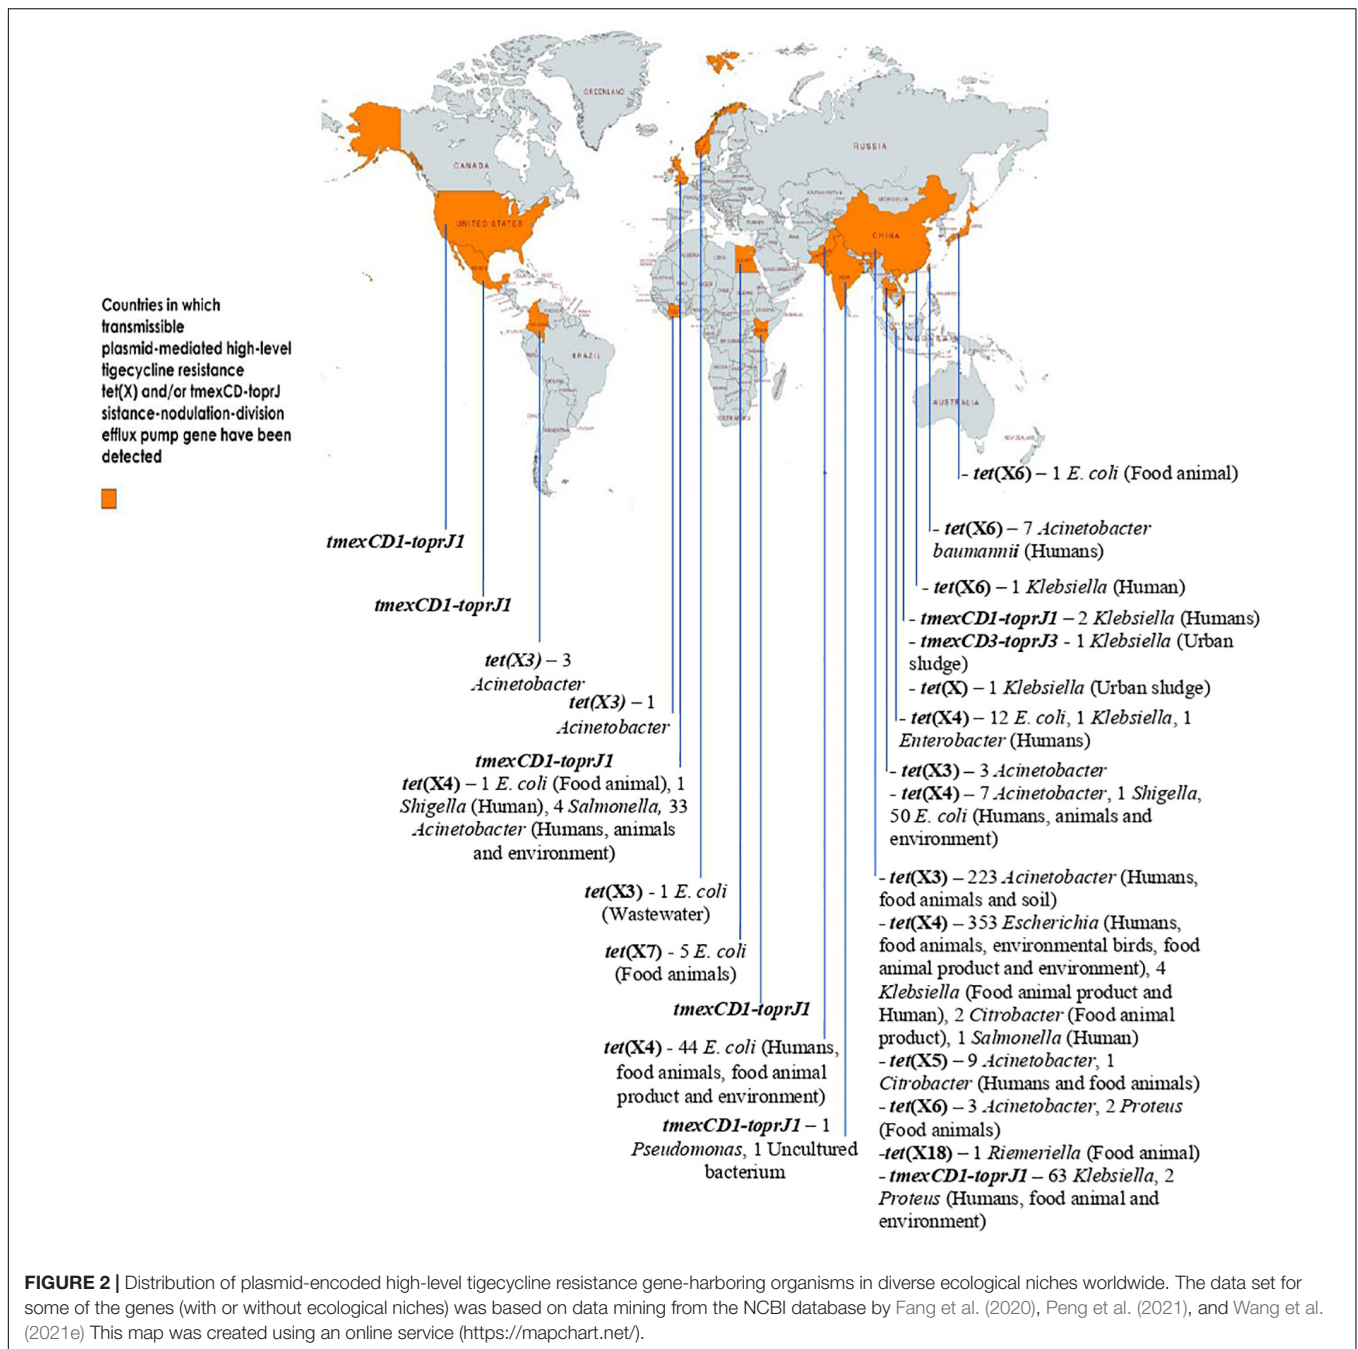 GREENLAND
RUSSIA
CANADA
MONGOLIA
UNITED STATES
CHINA
BRAZIL
AUSTRALIA
Countries in which
transmissible
plasmid-mediated high-level
tigecycline resistance
tet(X) and/or tmexCD-toprJ
sistance-nodulation-division
efflux pump gene have been
detected
tmexCD1-toprJ1
tmexCD1-toprJ1
tet(X3) – 3
Acinetobacter
tet(X3) – 1
Acinetobacter
tmexCD1-toprJ1
tet(X4) – 1 E. coli (Food animal), 1
Shigella (Human), 4 Salmonella, 33
Acinetobacter (Humans, animals
and environment)
tet(X3) - 1 E. coli
(Wastewater)
tet(X7) - 5 E. coli
(Food animals)
tmexCD1-toprJ1
tet(X4) - 44 E. coli (Humans,
food animals, food animal
product and environment)
tmexCD1-toprJ1 – 1
Pseudomonas, 1 Uncultured
bacterium
- tet(X6) – 1 E. coli (Food animal)
- tet(X6) – 7 Acinetobacter
baumannii (Humans)
- tet(X6) – 1 Klebsiella (Human)
- tmexCD1-toprJ1 – 2 Klebsiella (Humans)
- tmexCD3-toprJ3 - 1 Klebsiella (Urban
sludge)
- tet(X) – 1 Klebsiella (Urban sludge)
- tet(X4) – 12 E. coli, 1 Klebsiella, 1
Enterobacter (Humans)
- tet(X3) – 3 Acinetobacter
- tet(X4) – 7 Acinetobacter, 1 Shigella,
50 E. coli (Humans, animals and
environment)
- tet(X3) – 223 Acinetobacter (Humans,
food animals and soil)
- tet(X4) – 353 Escherichia (Humans,
food animals, environmental birds, food
animal product and environment), 4
Klebsiella (Food animal product and
Human), 2 Citrobacter (Food animal
product), 1 Salmonella (Human)
- tet(X5) – 9 Acinetobacter, 1
Citrobacter (Humans and food animals)
- tet(X6) – 3 Acinetobacter, 2 Proteus
(Food animals)
-tet(X18) – 1 Riemeriella (Food animal)
- tmexCD1-toprJ1 – 63 Klebsiella, 2
Proteus (Humans, food animal and
environment)
FIGURE 2 | Distribution of plasmid-encoded high-level tigecycline resistance gene-harboring organisms in diverse ecological niches worldwide. The data set for
some of the genes (with or without ecological niches) was based on data mining from the NCBI database by Fang et al. (2020), Peng et al. (2021), and Wang et al.
(2021e) This map was created using an online service (https://mapchart.net/).